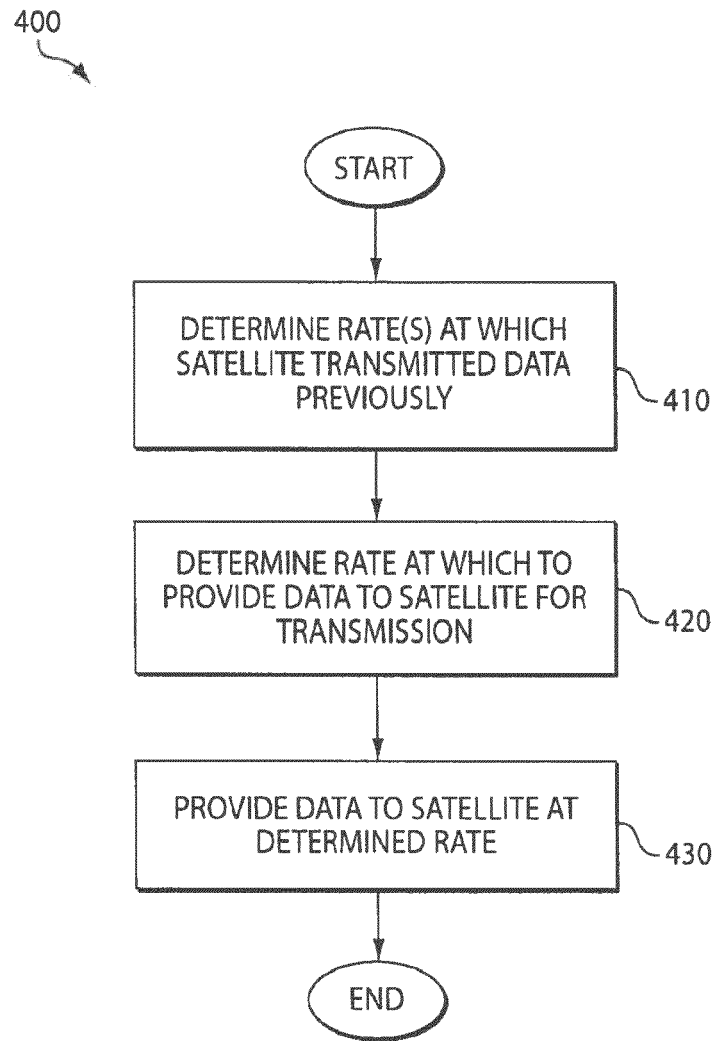 400
START
DETERMINE RATE(S) AT WHICH
SATELLITE TRANSMITTED DATA
PREVIOUSLY
410
DETERMINE RATE AT WHICH TO
PROVIDE DATA TO SATELLITE FOR
TRANSMISSION
420
PROVIDE DATA TO SATELLITE AT
DETERMINED RATE
430
END